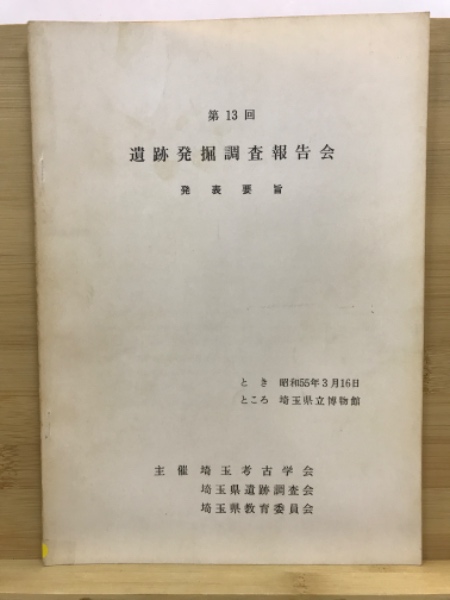 第13回
遺跡発掘調査報告会
発表要旨
とき 昭和55年3月16日
ところ 埼玉県立博物館
主催 埼玉考古学会
埼玉県遺跡調査会
埼玉県教育委員会